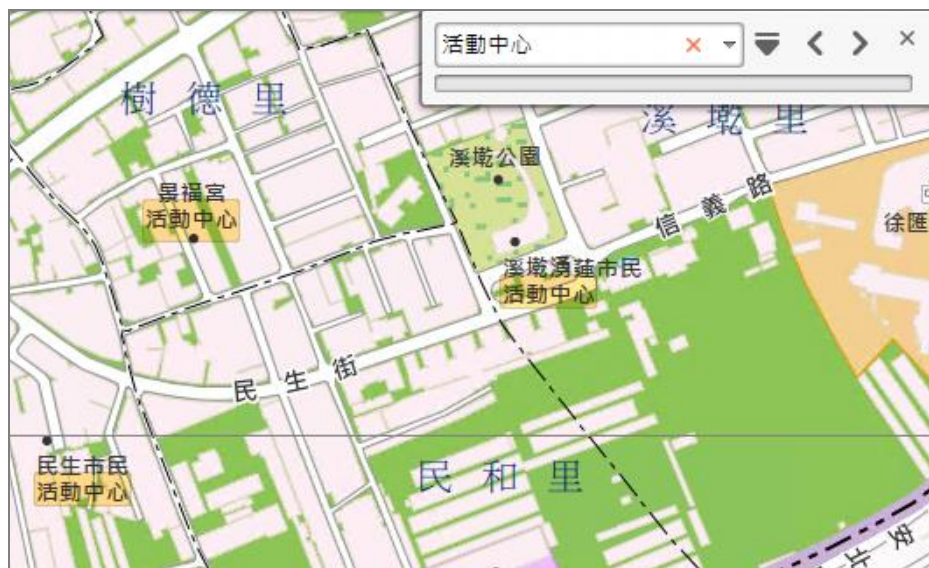 活動中心
樹德里
溪墘里
溪墘公園
景福宮
活動中心
信義路
徐匯
溪墘湧蓮市民
活動中心
民生街
民生市民
活動中心
民和里